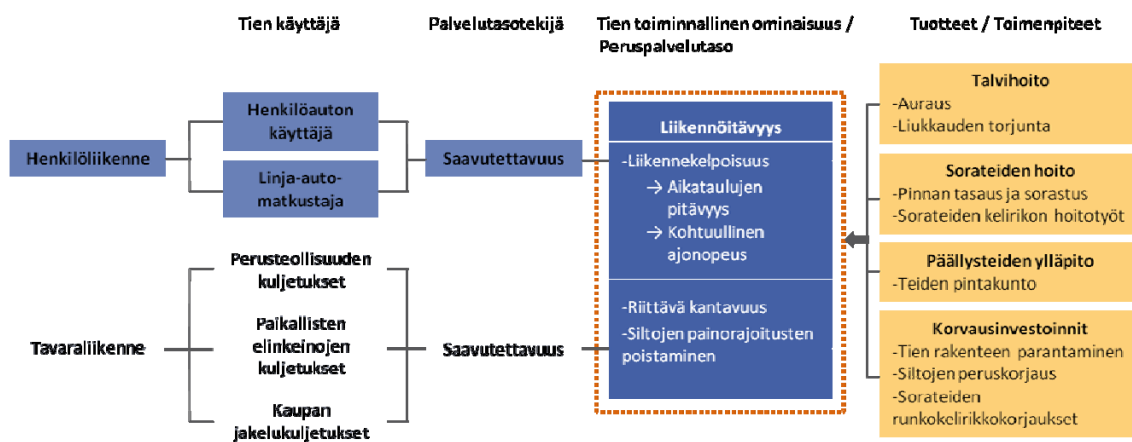 Tien käyttäjä
Palvelutasotekijä
Tien toiminnallinen ominaisuus /
Peruspalvelutaso
Tuotteet / Toimenpiteet
Henkilöliikenne
Henkilöauton
käyttäjä
Linja-auto-
matkustaja
Saavutettavuus
Tavaraliikenne
Perusteollisuuden
kuljetukset
Paikallisten
elinkeinojen
kuljetukset
Kaupan
jakelukuljetukset
Saavutettavuus
Liikennöitävyys
-Liikennekelpoisuus
→ Aikataulujen
pitävyys
→ Kohtuullinen
ajonopeus
-Riittävä kantavuus
-Siltojen painorajoitusten
poistaminen
Talvihoito
-Auraus
-Liukkauden torjunta
Sorateiden hoito
-Pinnan tasaus ja sorastus
-Sorateiden kelirikon hoitotyöt
Päällysteiden ylläpito
-Teiden pintakunto
Korvausinvestoinnit
-Tien rakenteen parantaminen
-Siltojen peruskorjaus
-Sorateiden
runkokelirikkokorjaukset